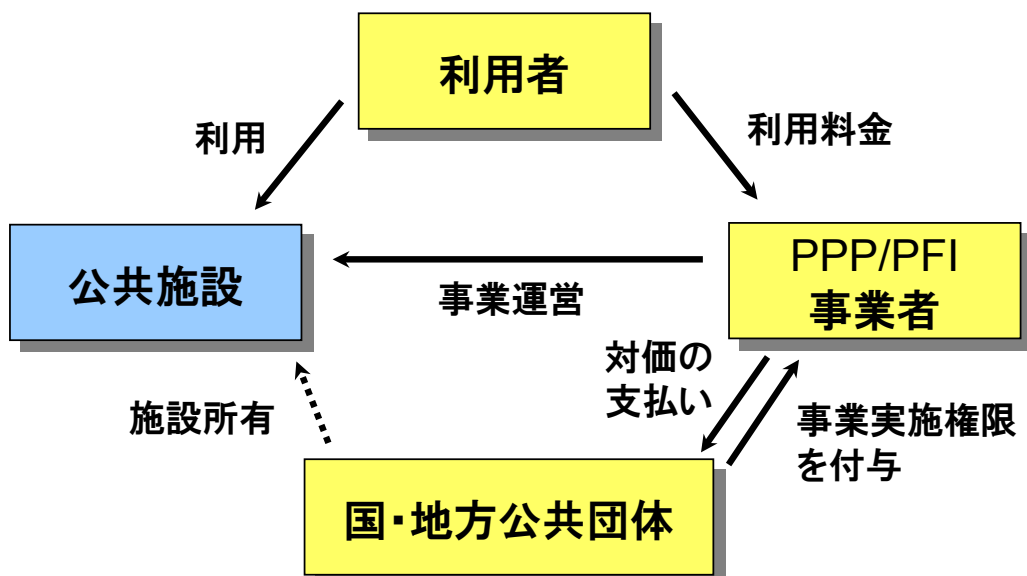 利用者
利用
利用料金
公共施設
PPP/PFI
事業者
事業運営
対価の
支払い
施設所有
事業実施権限
を付与
国・地方公共団体